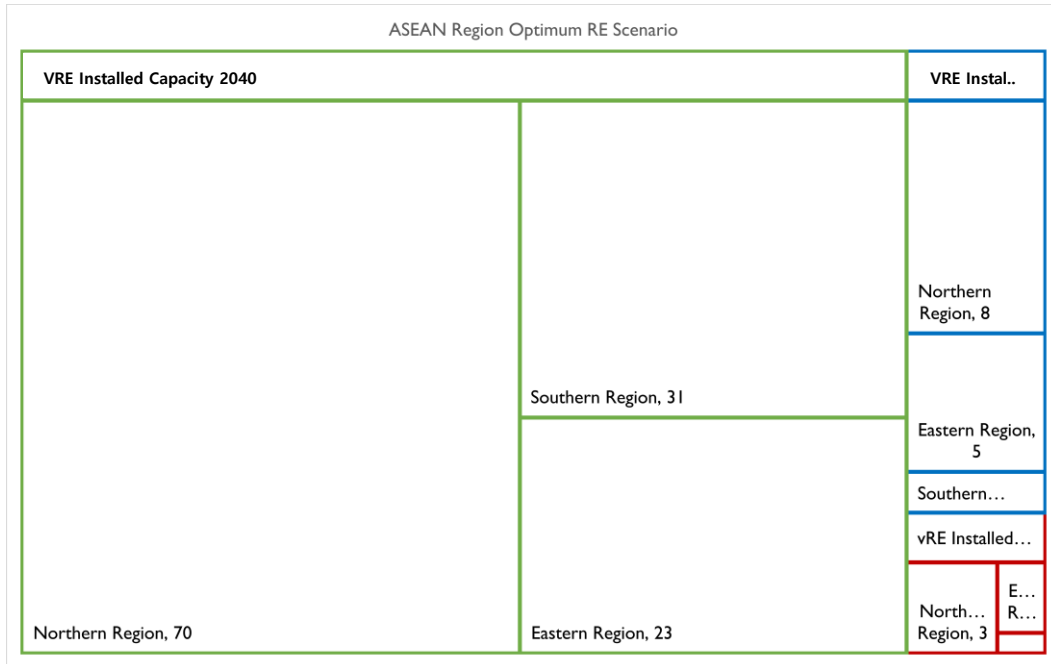 ASEAN Region Optimum RE Scenario
VRE Installed Capacity 2040
VRE Instal..
Northern Region, 70
Southern Region, 31
Eastern Region, 23
Northern
Region, 8
Eastern Region,
5
Southern…
vRE Installed…
North…
Region, 3
E…
R…